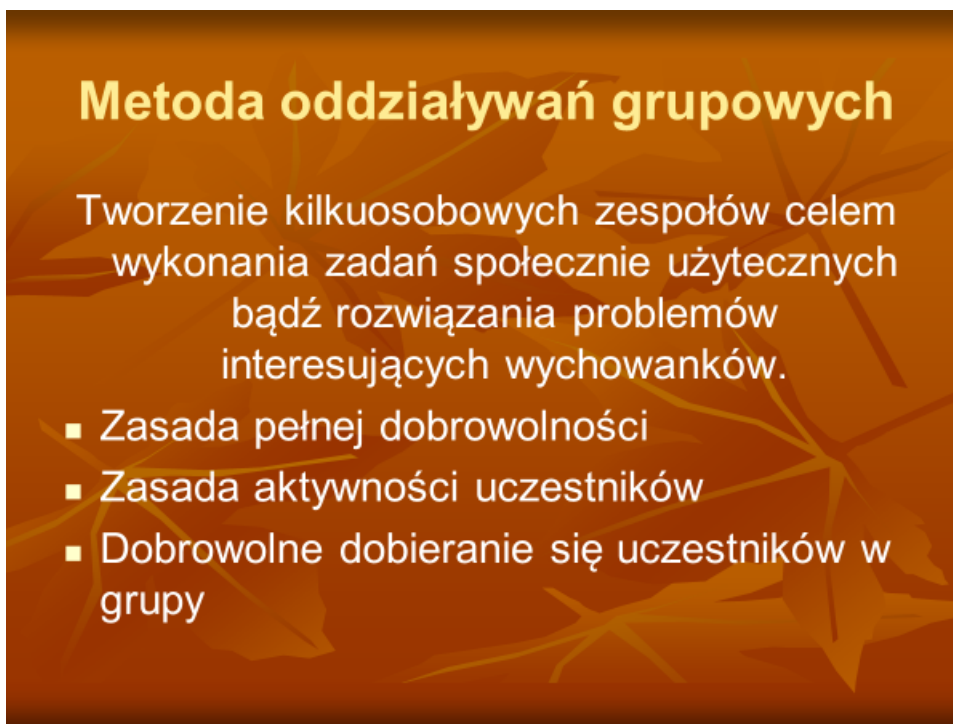 Metoda oddziaływań grupowych
Tworzenie kilkuosobowych zespołów celem
wykonania zadań społecznie użytecznych
bądź rozwiązania problemów
interesujących wychowanków.
Zasada pełnej dobrowolności
Zasada aktywności uczestników
Dobrowolne dobieranie się uczestników w
grupy